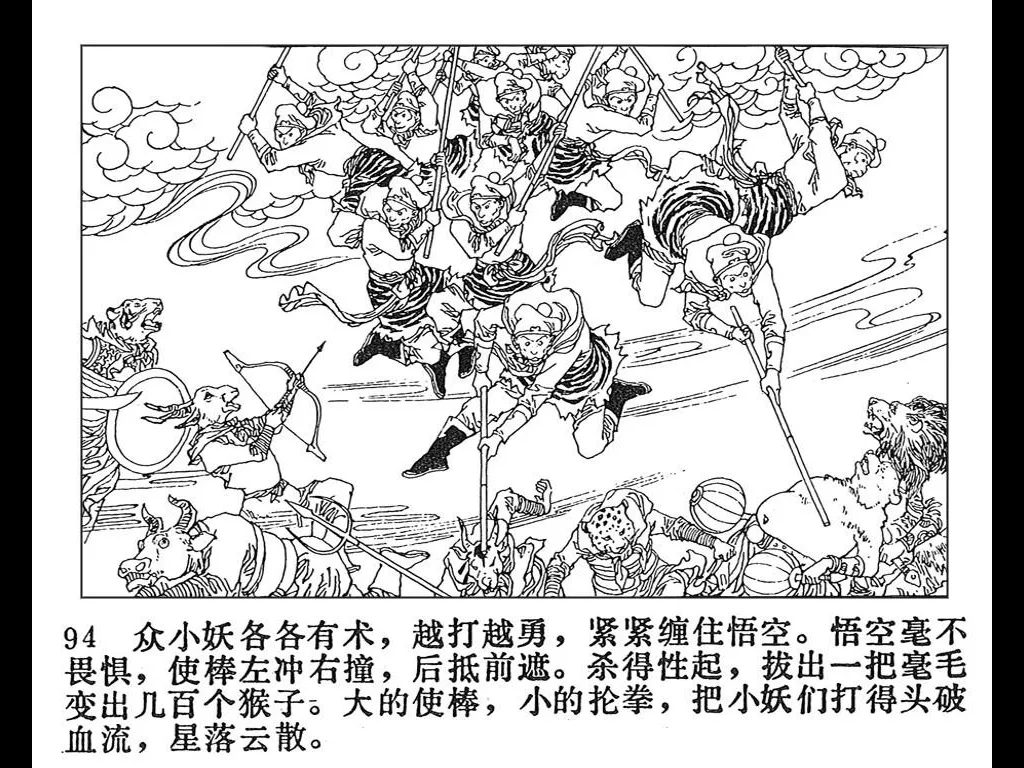 94 众小妖各各有术，越打越勇，紧紧缠住悟空。悟空毫不
畏惧，使棒左冲右撞，后抵前遮。杀得性起，拔出一把毫毛
变出几百个猴子。大的使棒，小的抡拳，把小妖们打得头破
血流，星落云散。